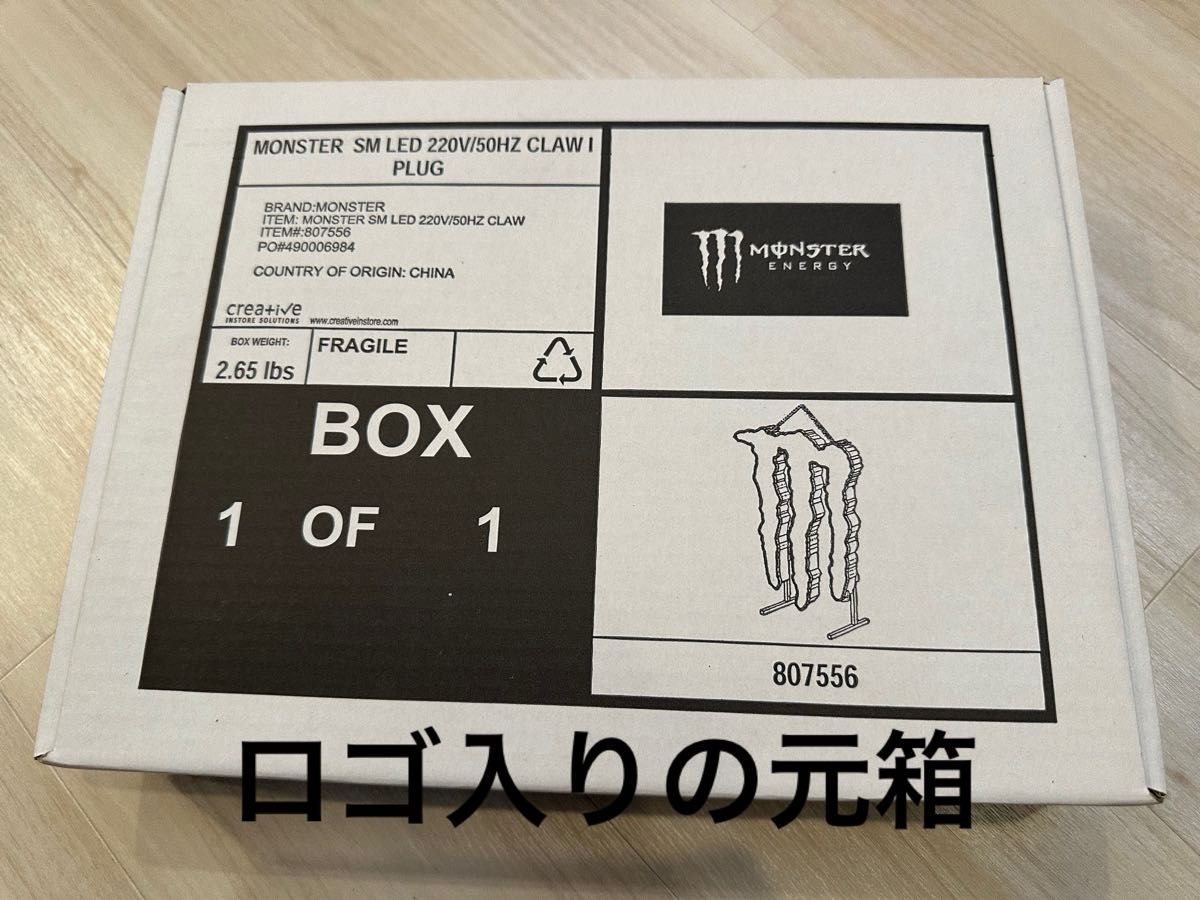 MONSTER SM LED 220V/50HZ CLAW I
PLUG
BRAND:MONSTER
ITEM: MONSTER SM LED 220V/50HZ CLAW
ITEM#:807556
PO#490006984
COUNTRY OF ORIGIN: CHINA
creative
INSTORE SOLUTIONS
www.creativeinstore.com
BOX WEIGHT:
2.65 lbs
FRAGILE
BOX
1 OF 1
MONSTER
ENERGY
807556
ロゴ入りの元箱